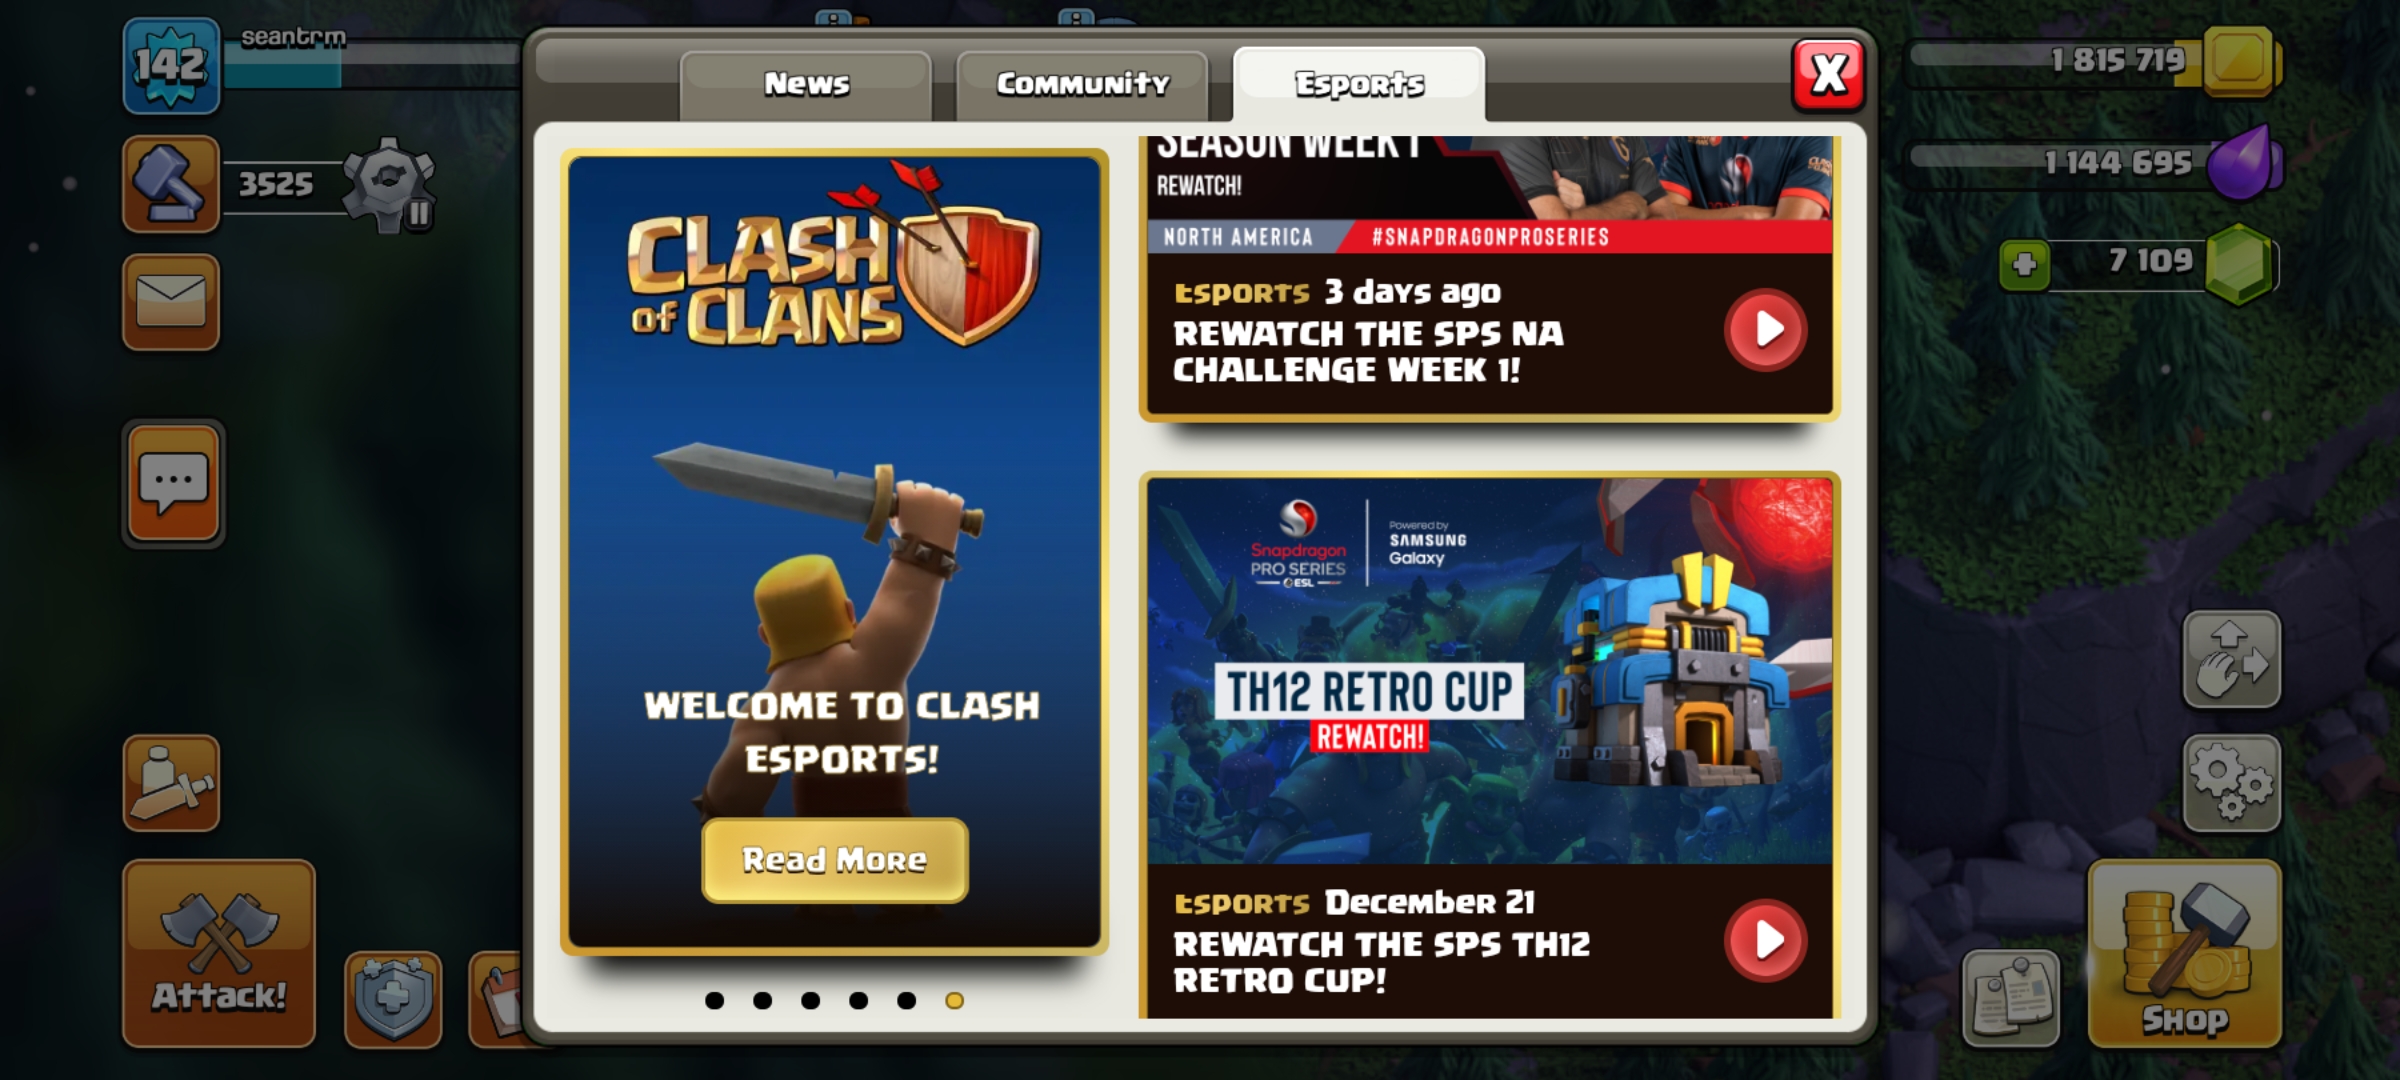 142
seantrm
3525
Attack!
News
Community
Esports
X
CLASH
of CLANS
WELCOME TO CLASH
ESPORTS!
Read More
SEASON WEEK 1
REWATCH!
NORTH AMERICA
#SNAPDRAGONPROSERIES
Esports 3 days ago
REWATCH THE SPS NA
CHALLENGE WEEK 1!
Snapdragon
PRO SERIES
ESL
Powered by
SAMSUNG
Galaxy
TH12 RETRO CUP
REWATCH!
Esports December 21
REWATCH THE SPS TH12
RETRO CUP!
1 815 719
1 144 695
7 109
Shop